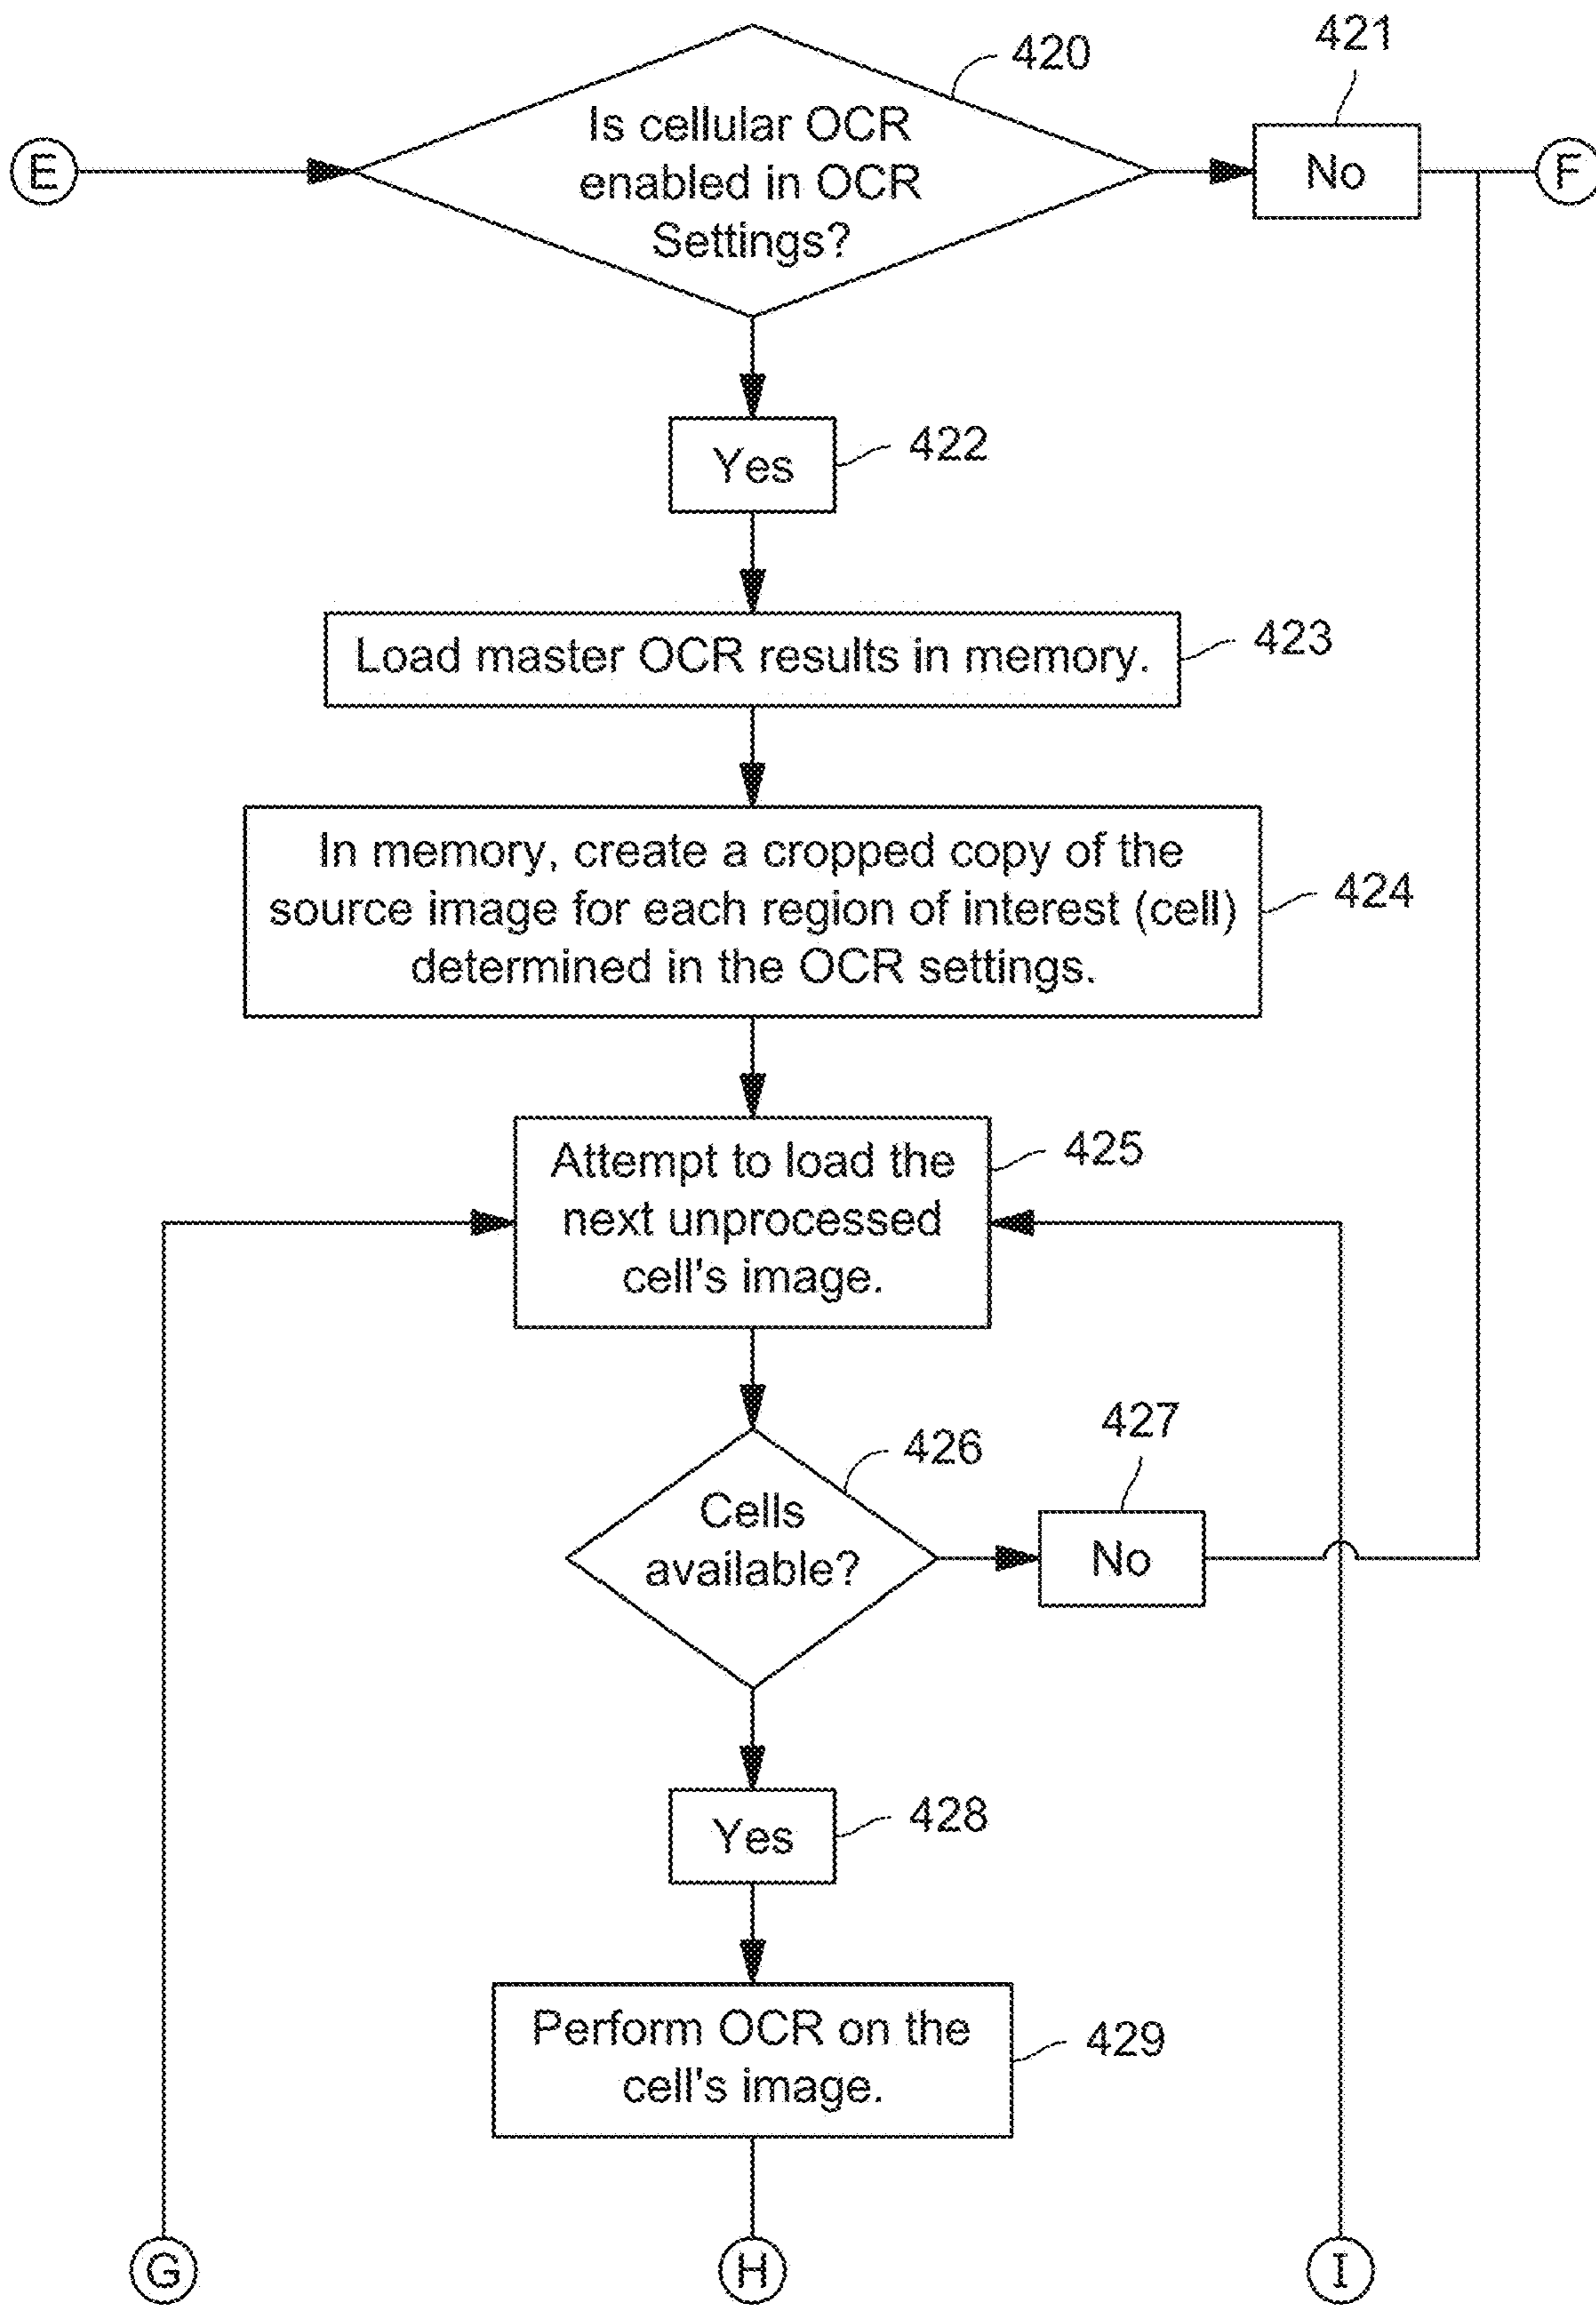 420
421
Is cellular OCR
enabled in OCR
Settings?
E
No
F
Yes
422
Load master OCR results in memory.
423
In memory, create a cropped copy of the
source image for each region of interest (cell)
determined in the OCR settings.
424
Attempt to load the
next unprocessed
cell's image.
425
426
427
Cells
available?
No
Yes
428
Perform OCR on the
cell's image.
429
G
H
I